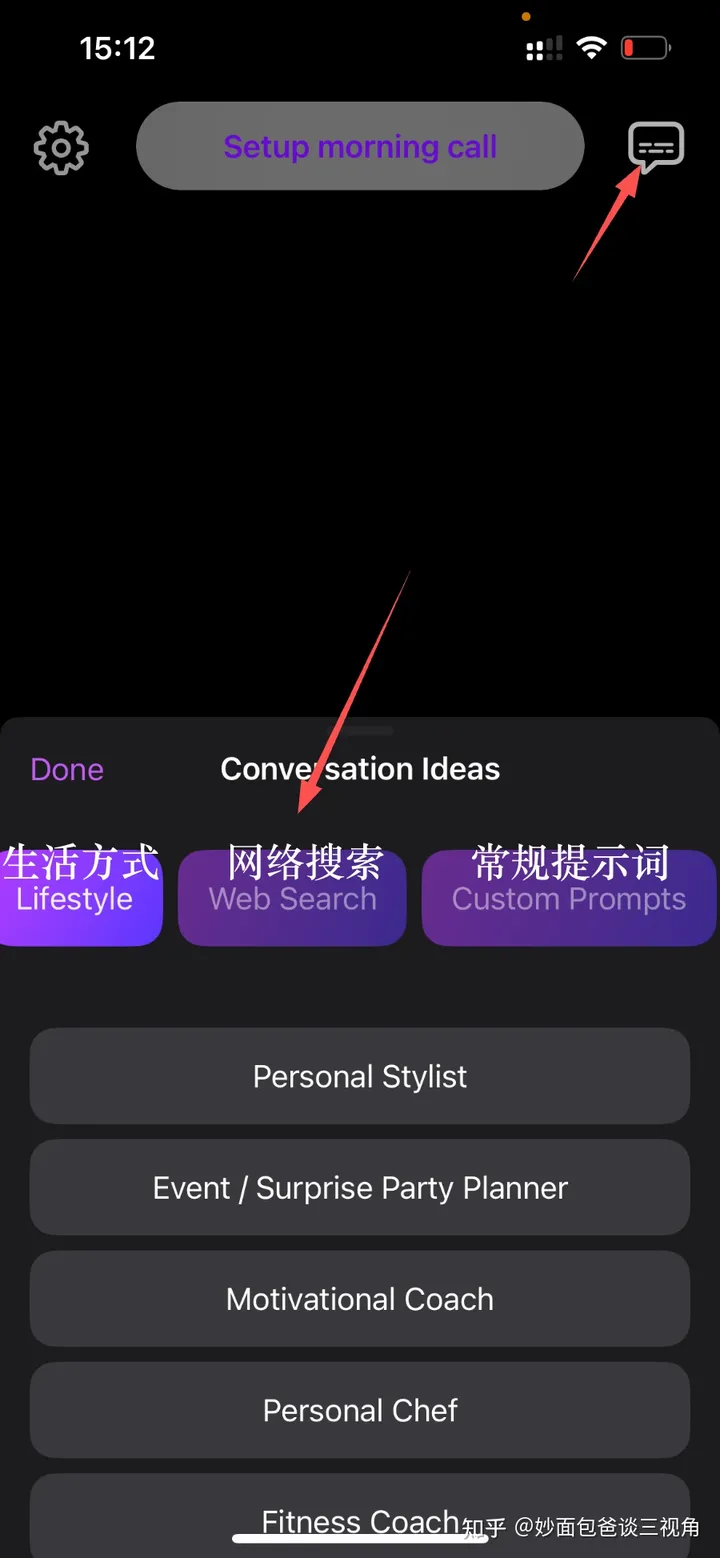 15:12
Setup morning call
Done
Conversation Ideas
生活方式
网络搜索
常规提示词
Lifestyle
Web Search
Custom Prompts
Personal Stylist
Event / Surprise Party Planner
Motivational Coach
Personal Chef
Fitness Coach
知乎 @妙面包爸谈三视角